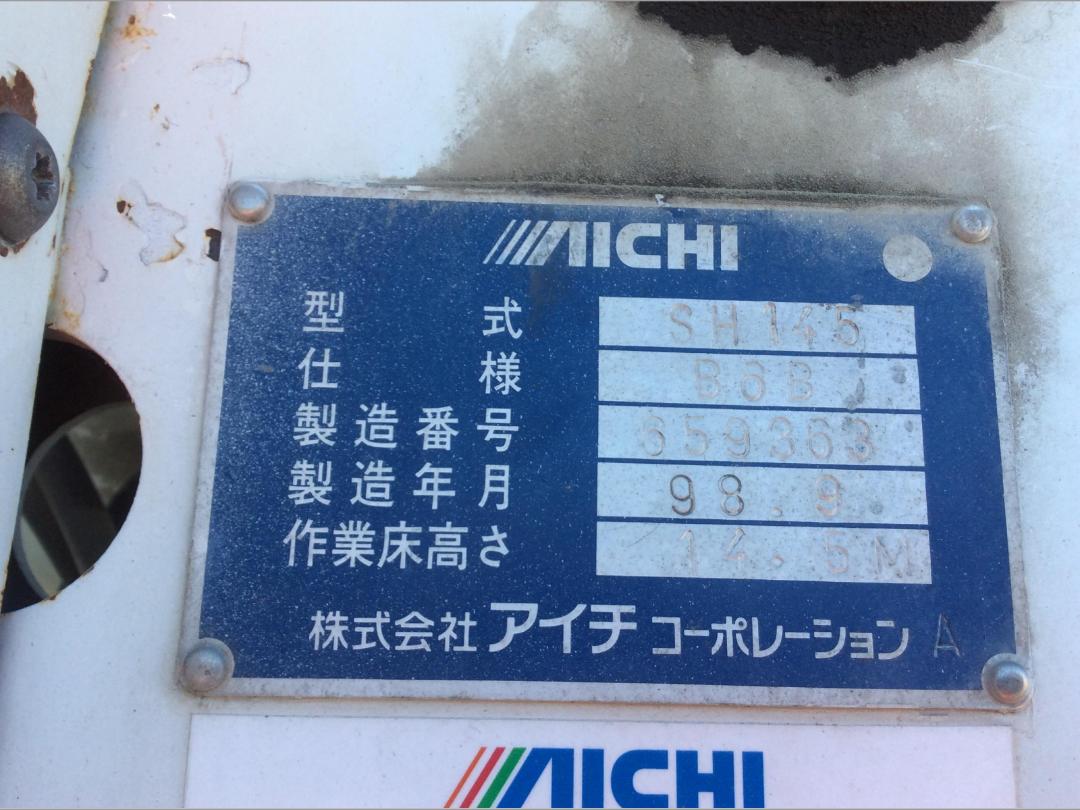 AICHI
型式 SH145
仕様 B6B
製造番号 659363
製造年月 98.9
作業床高さ 14.5M
株式会社アイチコーポレーション A
AICHI